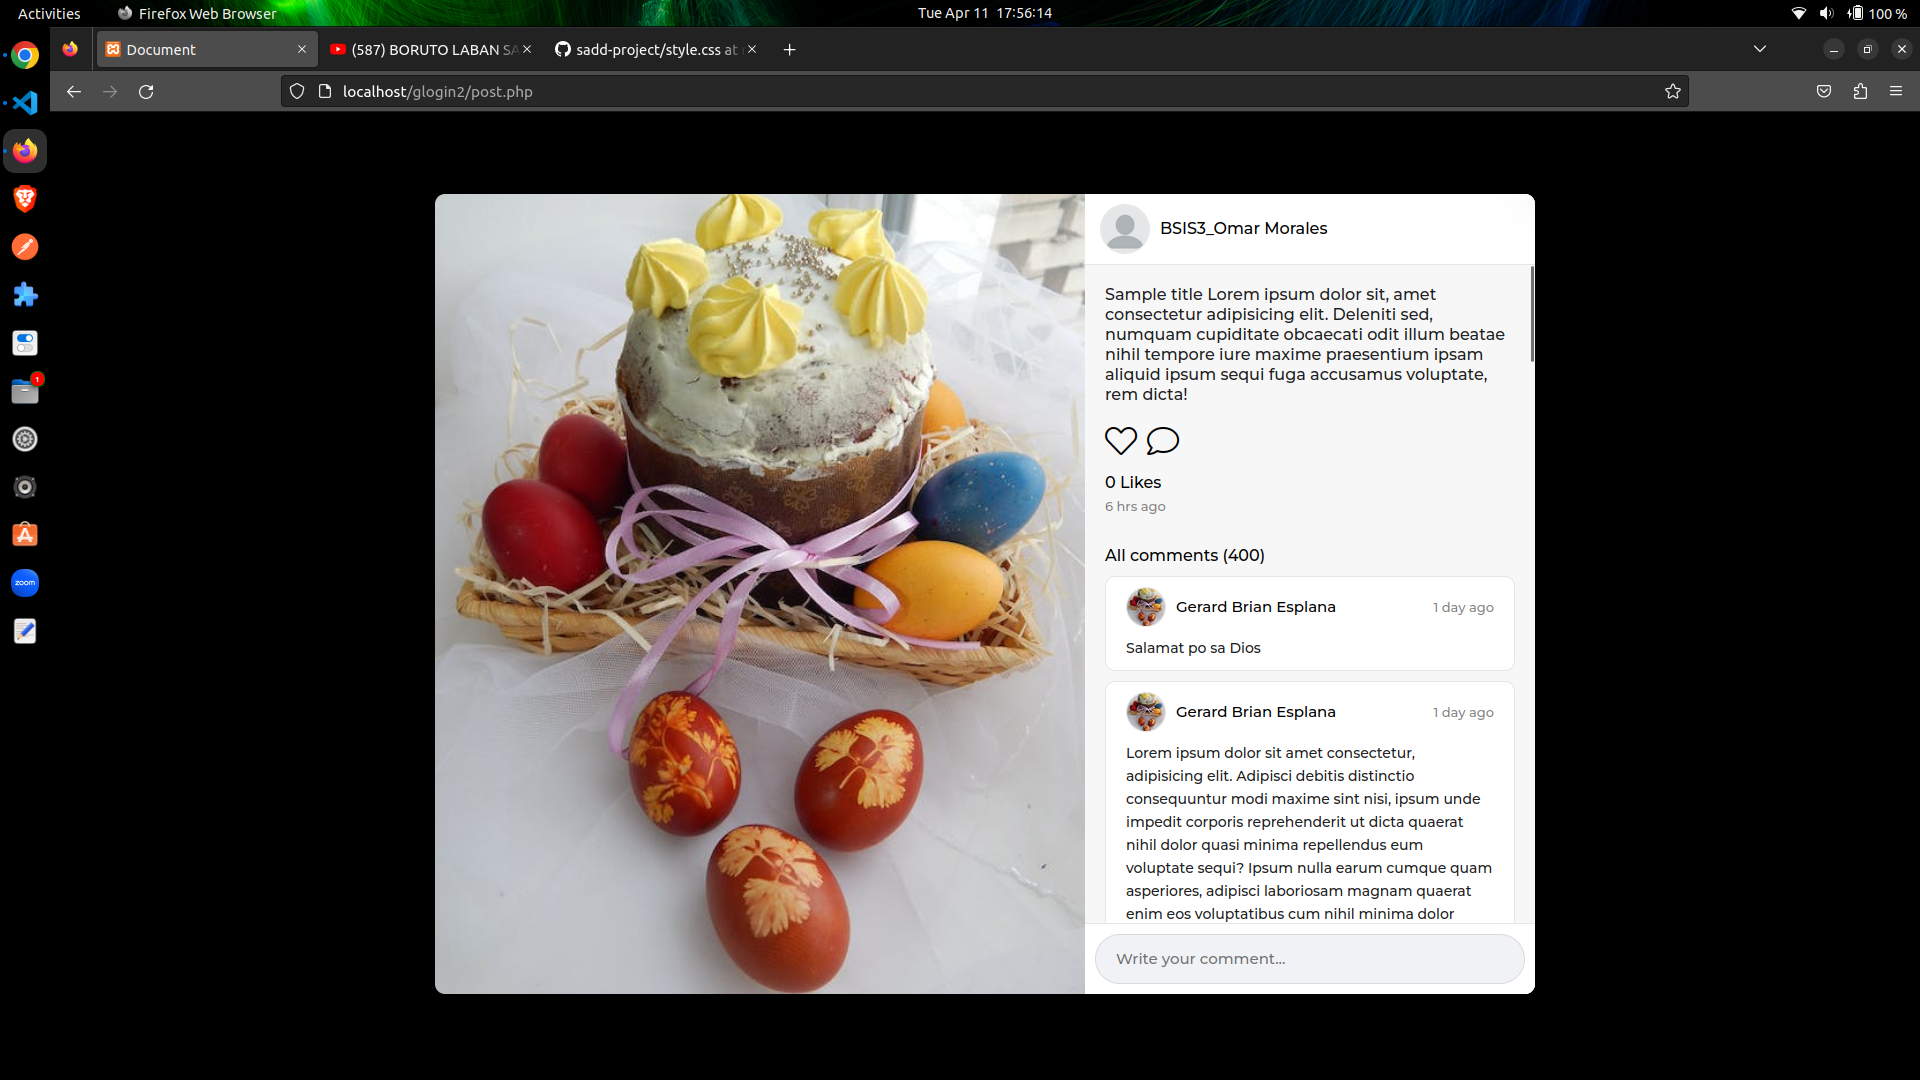 Activities
Firefox Web Browser
Tue Apr 11 17:56:14
100 %
Document
(587) BORUTO LABAN SA
sadd-project/style.css at
localhost/glogin2/post.php
1
zoom
BSIS3_Omar Morales
Sample title Lorem ipsum dolor sit, amet
consectetur adipisicing elit. Deleniti sed,
numquam cupiditate obcaecati odit illum beatae
nihil tempore iure maxime praesentium ipsam
aliquid ipsum sequi fuga accusamus voluptate,
rem dicta!
0 Likes
6 hrs ago
All comments (400)
Gerard Brian Esplana
1 day ago
Salamat po sa Dios
Gerard Brian Esplana
1 day ago
Lorem ipsum dolor sit amet consectetur,
adipisicing elit. Adipisci debitis distinctio
consequuntur modi maxime sint nisi, ipsum unde
impedit corporis reprehenderit ut dicta quaerat
nihil dolor quasi minima repellendus eum
voluptate sequi? Ipsum nulla earum cumque quam
asperiores, adipisci laboriosam magnam quaerat
enim eos voluptatibus cum nihil minima dolor
Write your comment...